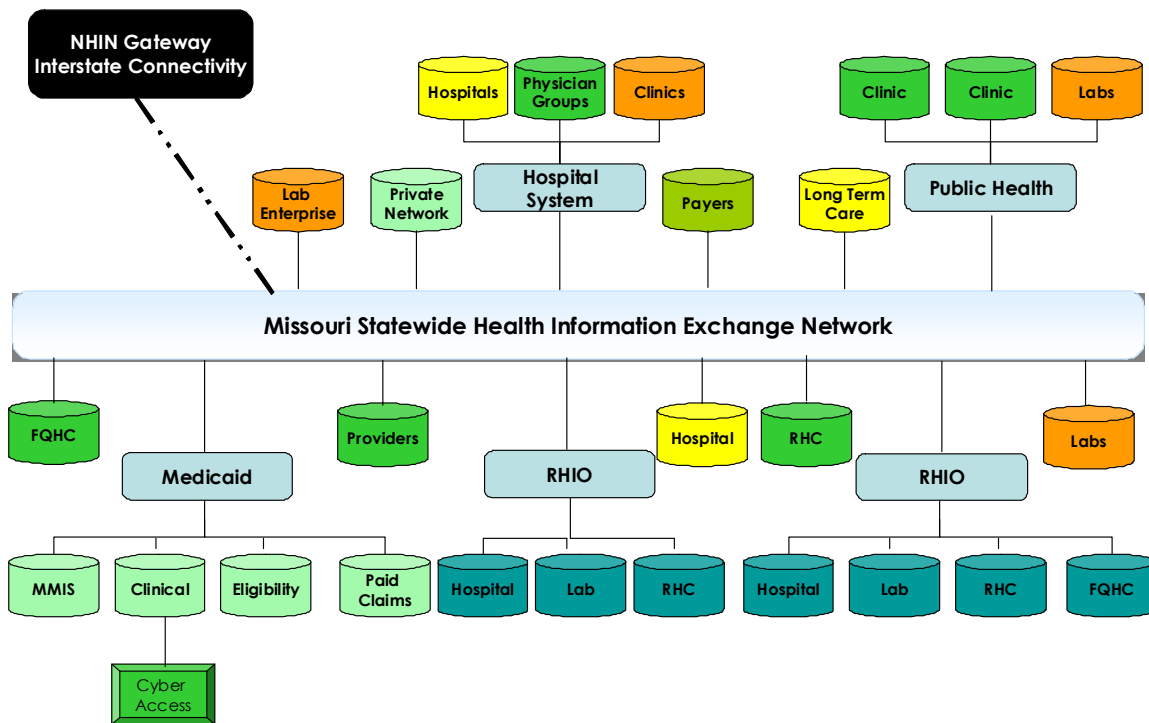 NHIN Gateway
Interstate Connectivity
Hospitals
Physician
Groups
Clinics
Clinic
Clinic
Labs
Lab
Enterprise
Private
Network
Hospital
System
Payers
Long Term
Care
Public Health
Missouri Statewide Health Information Exchange Network
FQHC
Providers
Hospital
RHC
Labs
Medicaid
RHIO
RHIO
MMIS
Clinical
Eligibility
Paid
Claims
Hospital
Lab
RHC
Hospital
Lab
RHC
FQHC
Cyber
Access